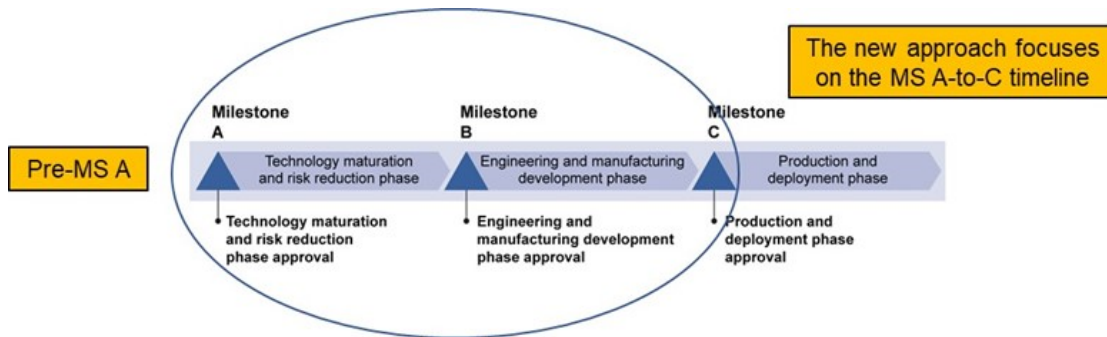 The new approach focuses
on the MS A-to-C timeline
Milestone
A
Milestone
B
Milestone
C
Pre-MS A
Technology maturation
and risk reduction phase
Engineering and manufacturing
development phase
Production and
deployment phase
Technology maturation
and risk reduction
phase approval
Engineering and
manufacturing development
phase approval
Production and
deployment phase
approval